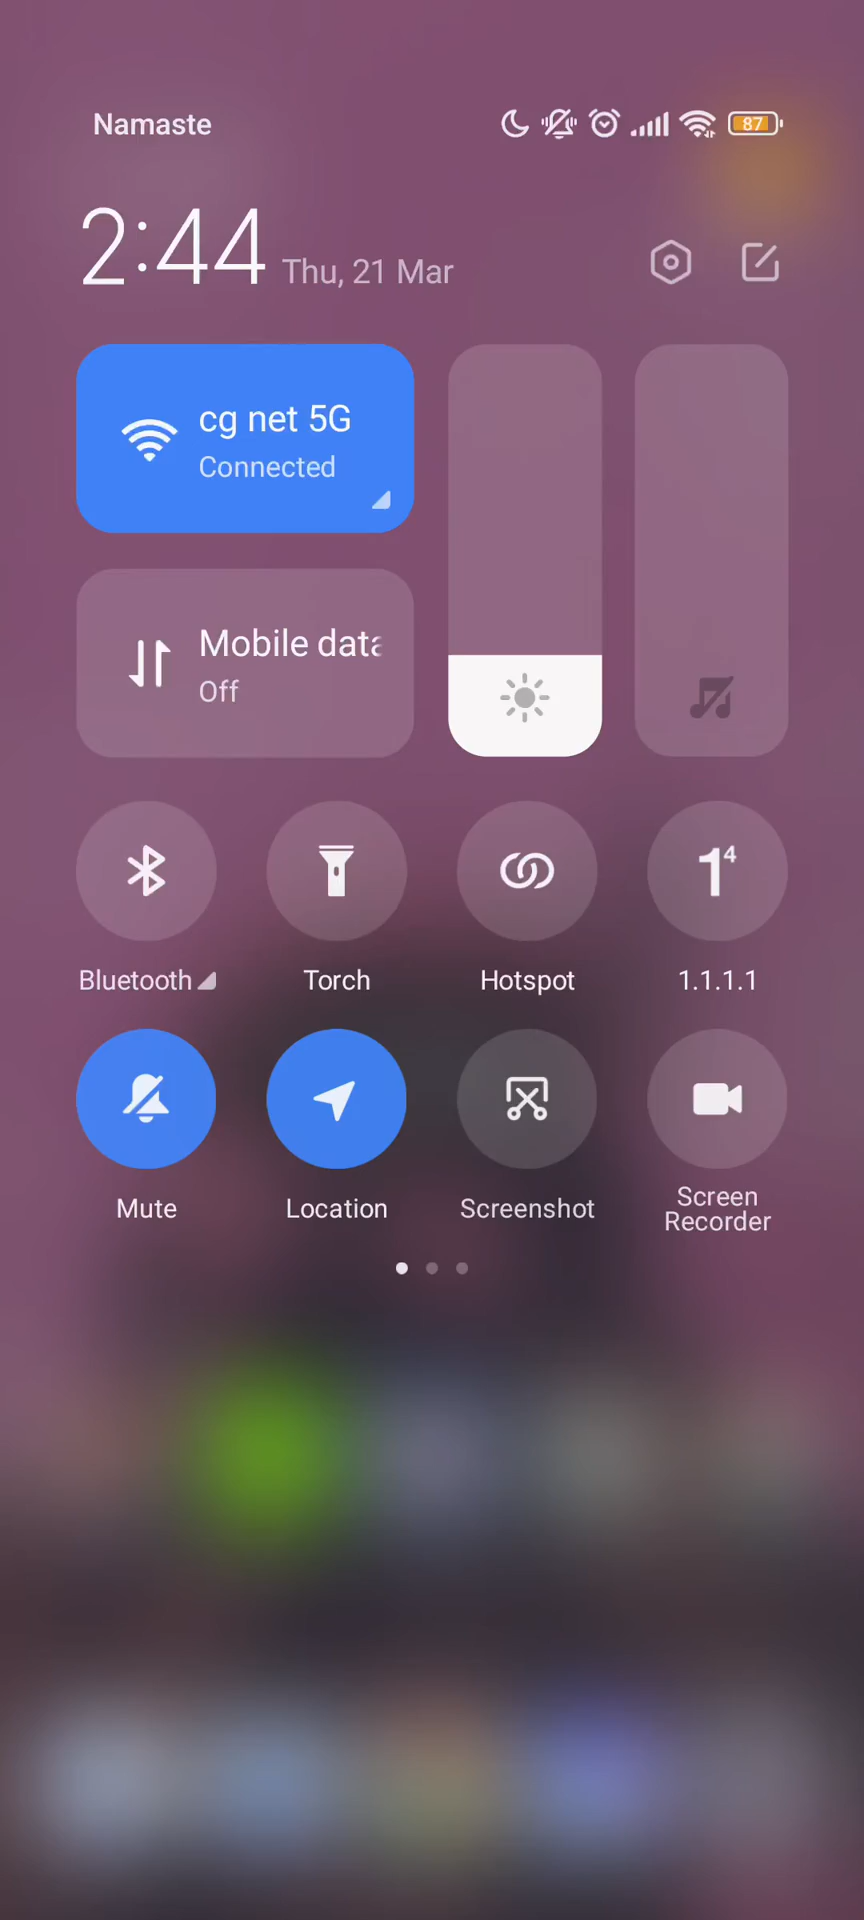 Namaste
87
2:44 Thu, 21 Mar
cg net 5G
Connected
Mobile data
Off
1⁴
Bluetooth
Torch
Hotspot
1.1.1.1
Mute
Location
Screenshot
Screen
Recorder